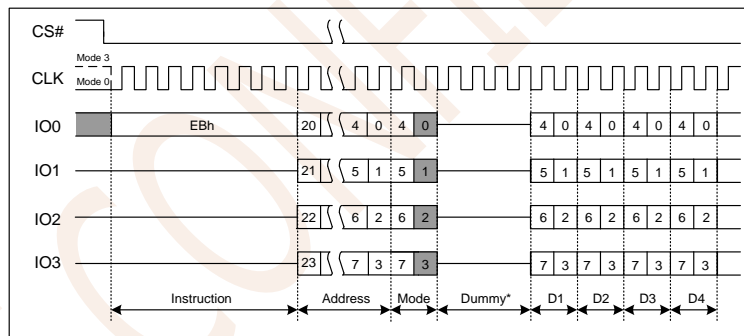 CS#
Mode 3
CLK
Mode 0
IO0 EBh 20 4 0 4 0 4 0 4 0 4 0 4 0
IO1 21 5 1 5 1 5 1 5 1 5 1 5 1
IO2 22 6 2 6 2 6 2 6 2 6 2 6 2
IO3 23 7 3 7 3 7 3 7 3 7 3 7 3
Instruction Address Mode Dummy* D1 D2 D3 D4